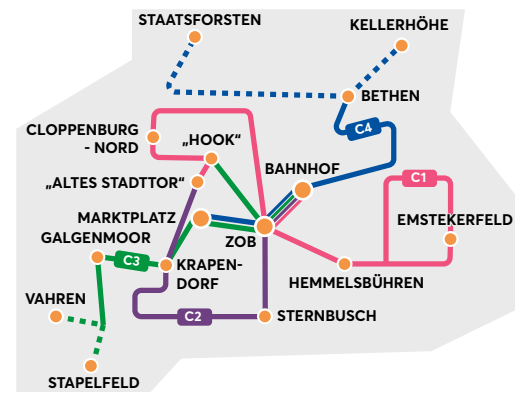 STAATSFORSTEN
KELLERHÖHE
BETHEN
C4
CLOPPENBURG
- NORD
„HOOK“
BAHNHOF
„ALTES STADTTOR“
C1
MARKTPLATZ
EMSTEKERFELD
GALGENMOOR
ZOB
C3
KRAPEN-
DORF
HEMMELSBÜHREN
VAHREN
C2
STERNBUSCH
STAPELFELD